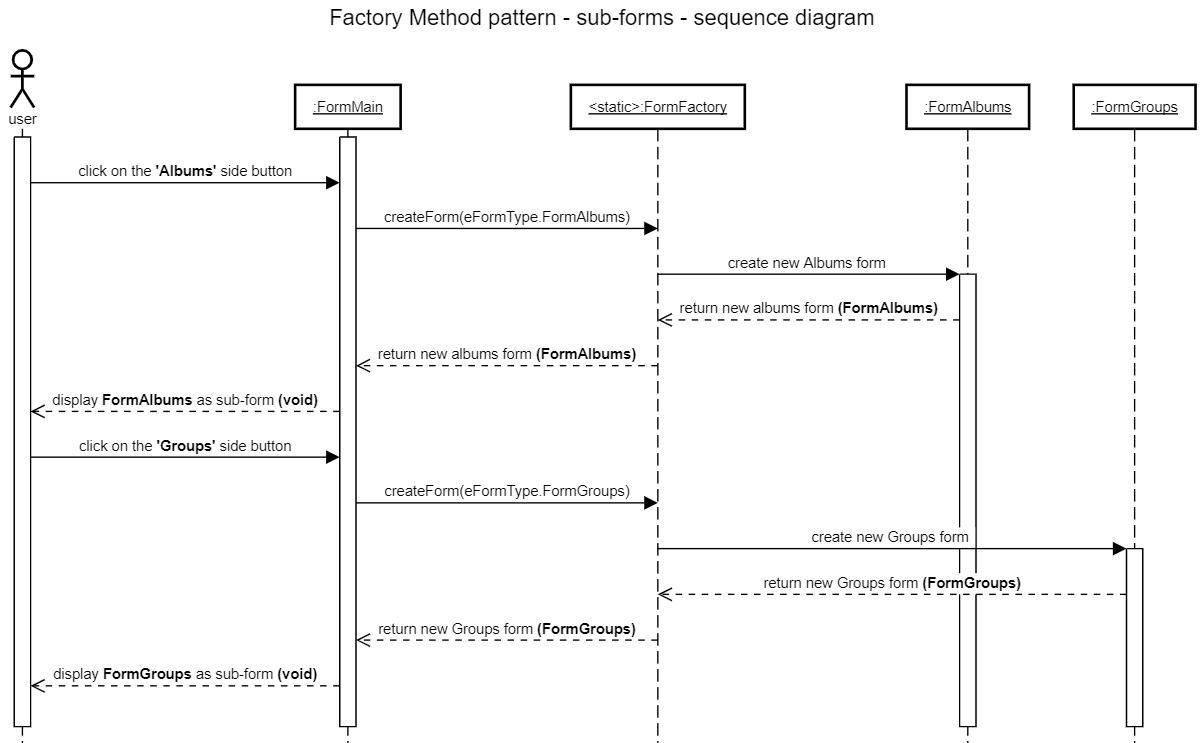 Factory Method pattern - sub-forms - sequence diagram
user
:FormMain
<static>:FormFactory
:FormAlbums
:FormGroups
click on the 'Albums' side button
createForm(eFormType.FormAlbums)
create new Albums form
return new albums form (FormAlbums)
return new albums form (FormAlbums)
display FormAlbums as sub-form (void)
click on the 'Groups' side button
createForm(eFormType.FormGroups)
create new Groups form
return new Groups form (FormGroups)
return new Groups form (FormGroups)
display FormGroups as sub-form (void)